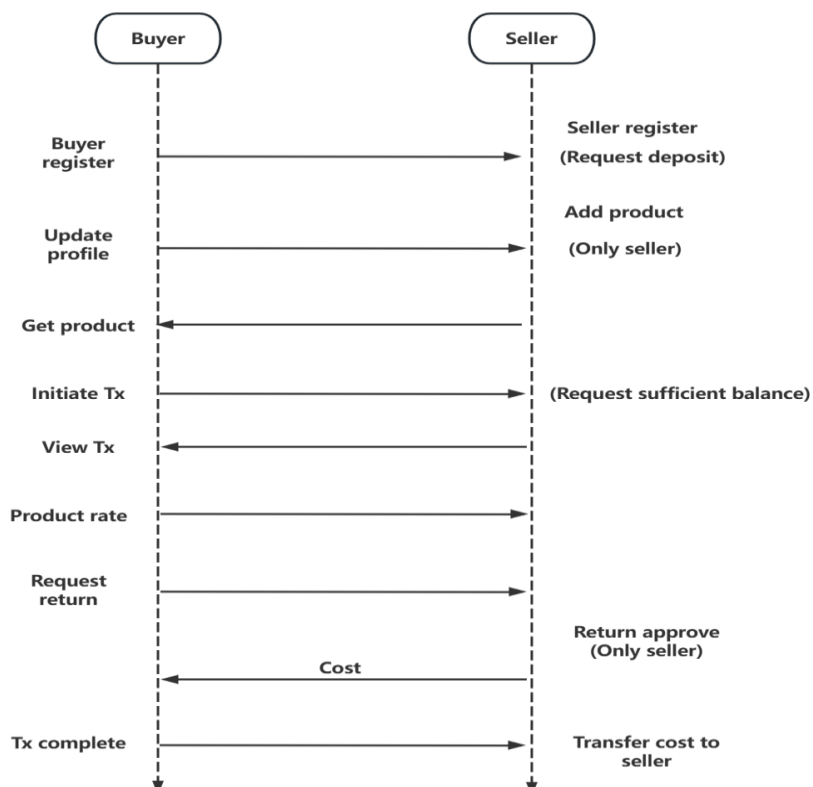 Buyer
Seller
Seller register
Buyer
register
(Request deposit)
Add product
Update
profile
(Only seller)
Get product
Initiate Tx
(Request sufficient balance)
View Tx
Product rate
Request
return
Return approve
(Only seller)
Cost
Tx complete
Transfer cost to
seller